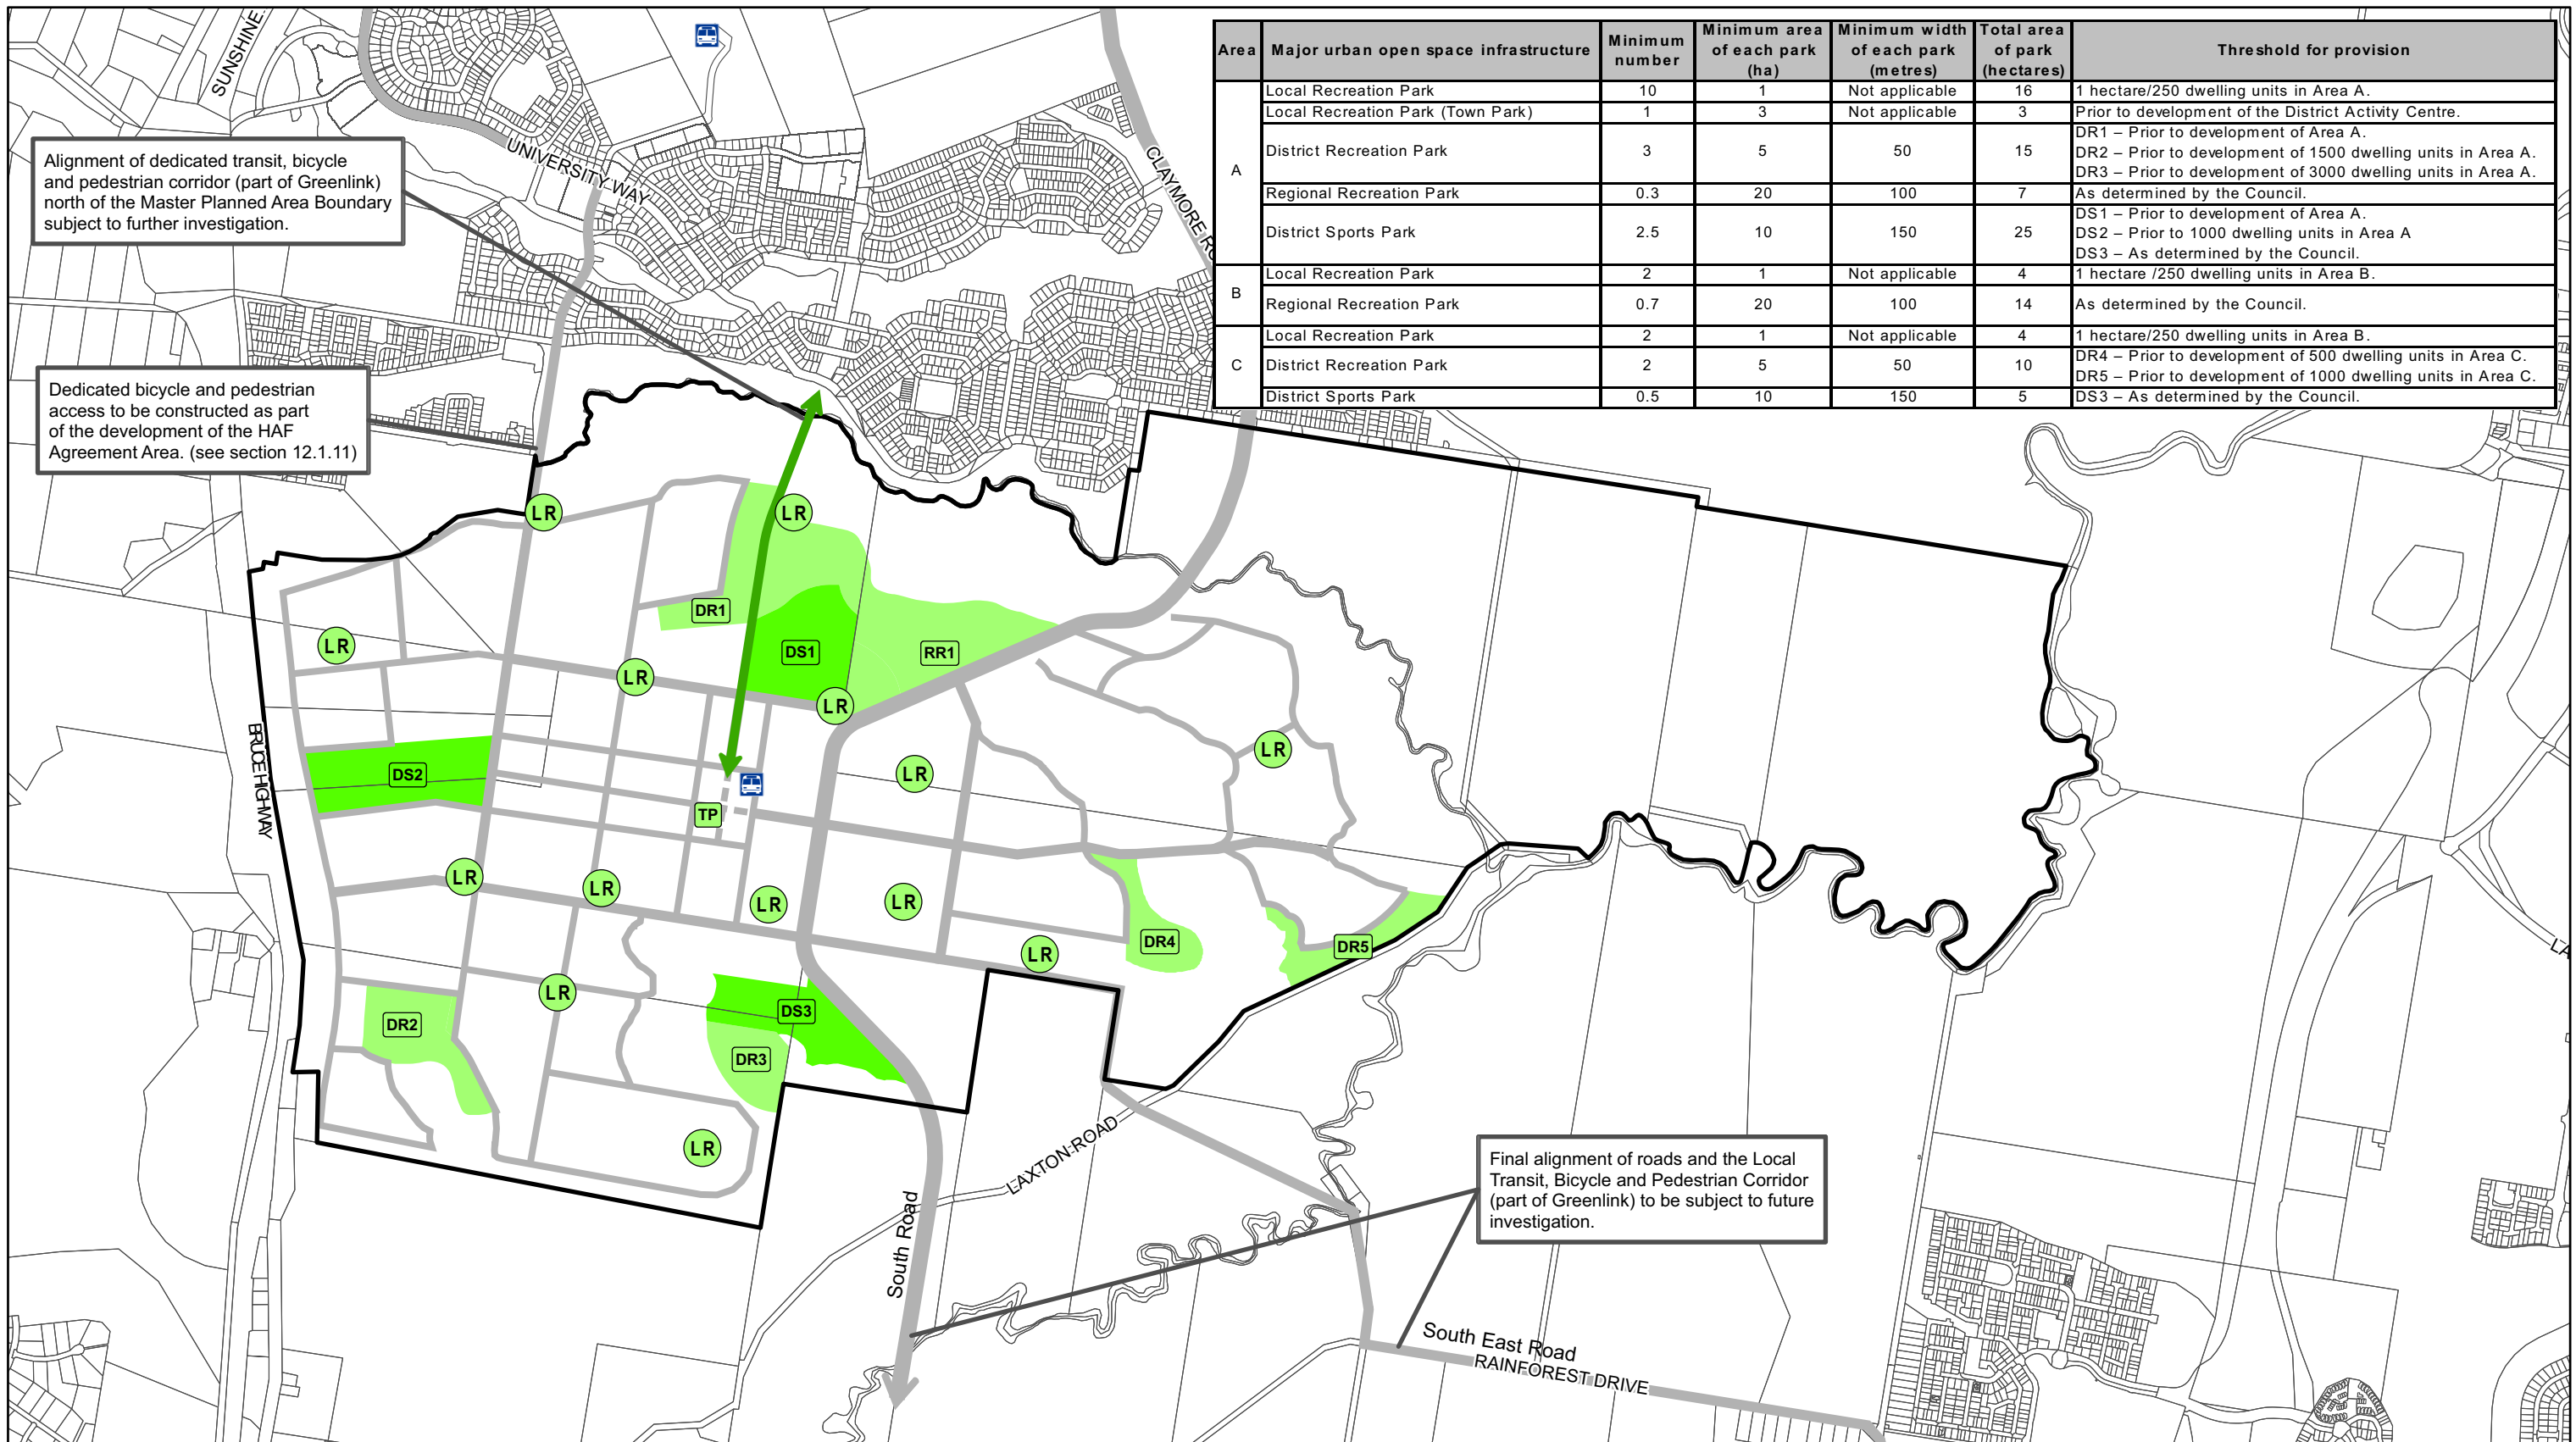 SUNSHINE
UNIVERSITY WAY
CLAYMORE
Area Major urban open space infrastructure Minimum number Minimum area of each park (ha) Minimum width of each park (metres) Total area of park (hectares) Threshold for provision
A
Local Recreation Park 10 1 Not applicable 16 1 hectare/250 dwelling units in Area A.
Local Recreation Park (Town Park) 1 3 Not applicable 3 Prior to development of the District Activity Centre.
District Recreation Park 3 5 50 15 DR1 – Prior to development of Area A.
DR2 – Prior to development of 1500 dwelling units in Area A.
DR3 – Prior to development of 3000 dwelling units in Area A.
Regional Recreation Park 0.3 20 100 7 As determined by the Council.
District Sports Park 2.5 10 150 25 DS1 – Prior to development of Area A.
DS2 – Prior to 1000 dwelling units in Area A
DS3 – As determined by the Council.
B
Local Recreation Park 2 1 Not applicable 4 1 hectare /250 dwelling units in Area B.
Regional Recreation Park 0.7 20 100 14 As determined by the Council.
C
Local Recreation Park 2 1 Not applicable 4 1 hectare/250 dwelling units in Area B.
District Recreation Park 2 5 50 10 DR4 – Prior to development of 500 dwelling units in Area C.
DR5 – Prior to development of 1000 dwelling units in Area C.
District Sports Park 0.5 10 150 5 DS3 – As determined by the Council.
Alignment of dedicated transit, bicycle
and pedestrian corridor (part of Greenlink)
north of the Master Planned Area Boundary
subject to further investigation.
Dedicated bicycle and pedestrian
access to be constructed as part
of the development of the HAF
Agreement Area. (see section 12.1.11)
LR
LR
DR1
LR
DS1
RR1
LR
LR
BRUCE HIGHWAY
LR
DS2
LR
TP
LR
LR
LR
LR
DR4
DR5
LR
LR
DS3
DR2
DR3
LR
LAXTON ROAD
South Road
Final alignment of roads and the Local
Transit, Bicycle and Pedestrian Corridor
(part of Greenlink) to be subject to future
investigation.
South East Road
RAINFOREST DRIVE